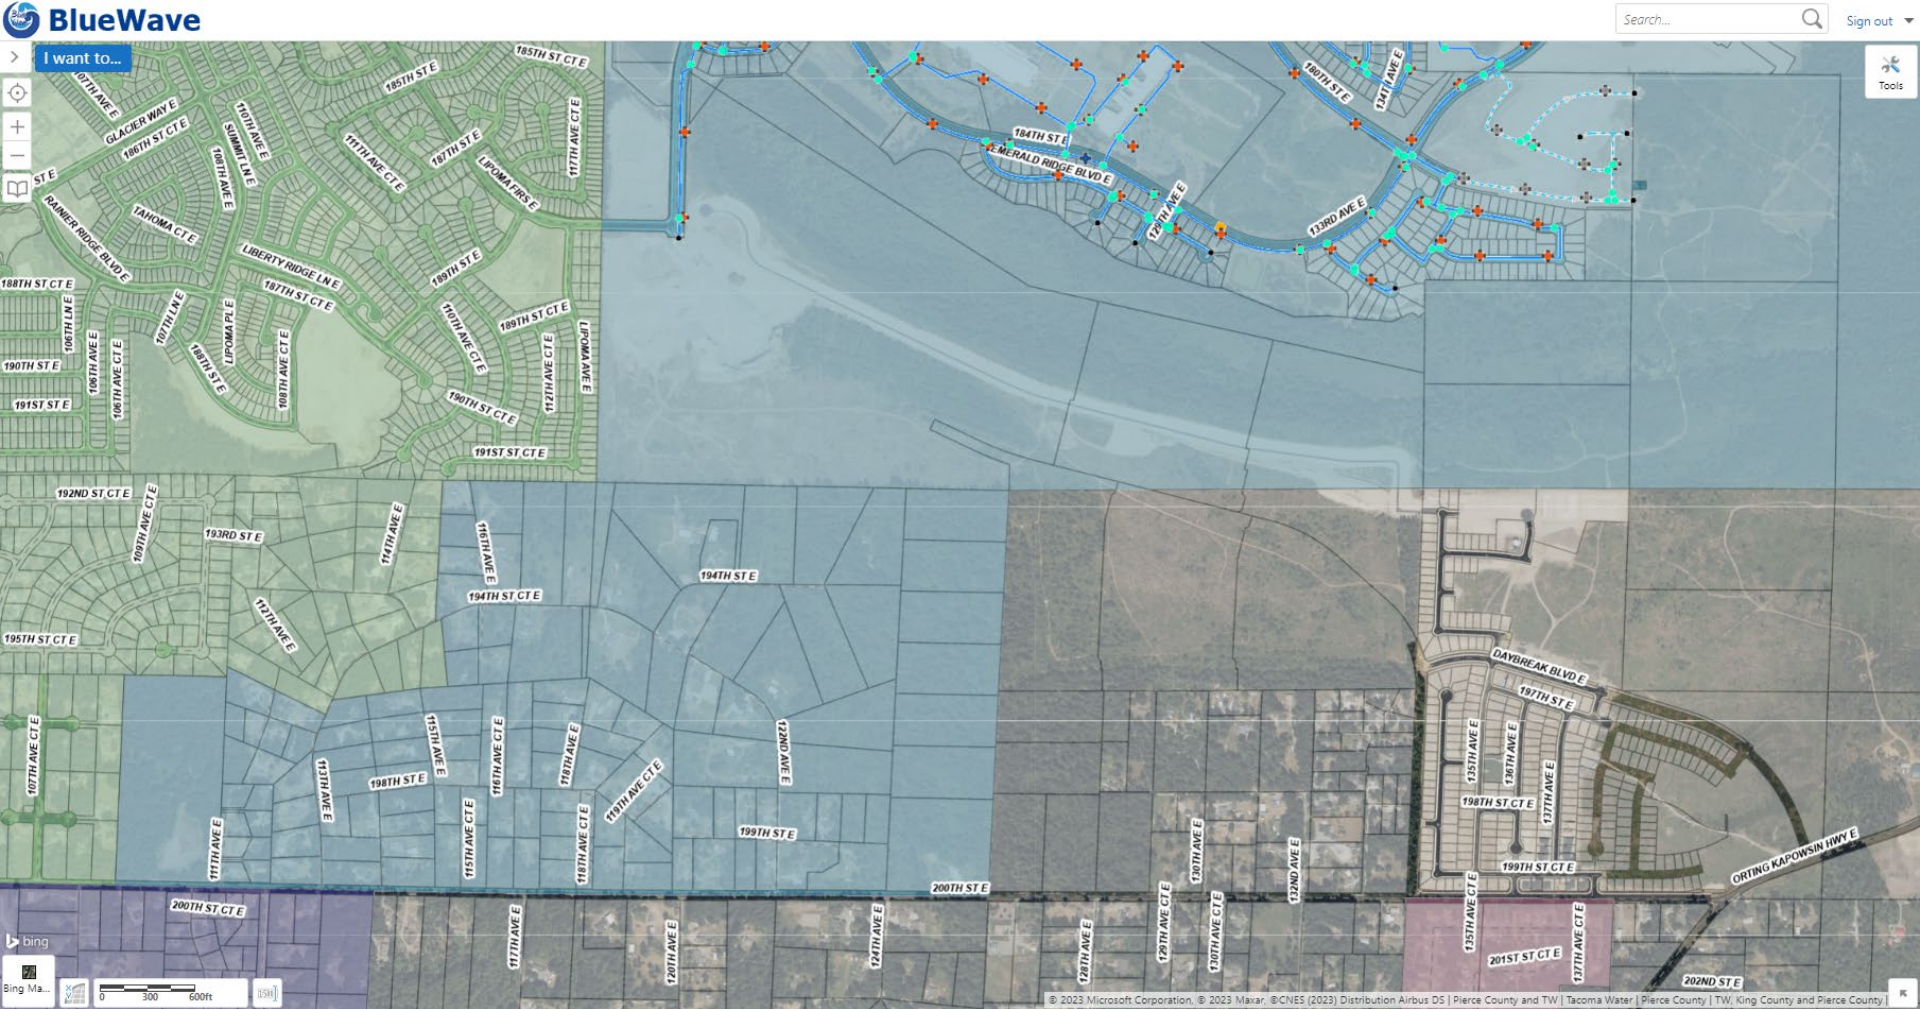 BlueWave
Search...
Sign out
I want to...
Tools
185TH ST CT E
185TH ST E
07TH AVE E
GLACIER WAY E
186TH ST CT E
110TH AVE E
SUMMIT LN E
108TH AVE E
111TH AVE CT E
187TH ST E
LIPOMA FIRS E
117TH AVE CT E
ST E
RAINIER RIDGE BLVD E
TAHOMA CT E
LIBERTY RIDGE LN E
187TH ST CT E
189TH ST E
188TH ST CT E
106TH LN E
106TH AVE E
106TH AVE CT E
107TH LN E
LIPOMA PL E
188TH ST E
108TH AVE CT E
110TH AVE CT E
189TH ST CT E
112TH AVE CT E
LIPOMA AVE E
190TH ST E
191ST ST E
190TH ST CT E
191ST ST CT E
180TH ST E
134TH AVE E
184TH ST E
EMERALD RIDGE BLVD E
129TH AVE E
133RD AVE E
192ND ST CT E
109TH AVE CT E
193RD ST E
114TH AVE E
116TH AVE E
194TH ST CT E
194TH ST E
112TH AVE E
195TH ST CT E
DAYBREAK BLVD E
197TH ST E
107TH AVE CT E
113TH AVE E
115TH AVE E
198TH ST E
116TH AVE CT E
118TH AVE E
119TH AVE CT E
122ND AVE E
111TH AVE E
115TH AVE CT E
118TH AVE CT E
199TH ST E
135TH AVE E
136TH AVE E
137TH AVE E
198TH ST CT E
199TH ST CT E
130TH AVE E
132ND AVE E
ORTING KAPOWSIN HWY E
200TH ST E
200TH ST CT E
117TH AVE E
120TH AVE E
124TH AVE E
128TH AVE E
129TH AVE CT E
130TH AVE CT E
135TH AVE CT E
137TH AVE CT E
201ST ST CT E
202ND ST E
bing
Bing Ma...
0 300 600ft
© 2023 Microsoft Corporation, © 2023 Maxar, ©CNES (2023) Distribution Airbus DS | Pierce County and TW | Tacoma Water | Pierce County | TW, King County and Pierce County |